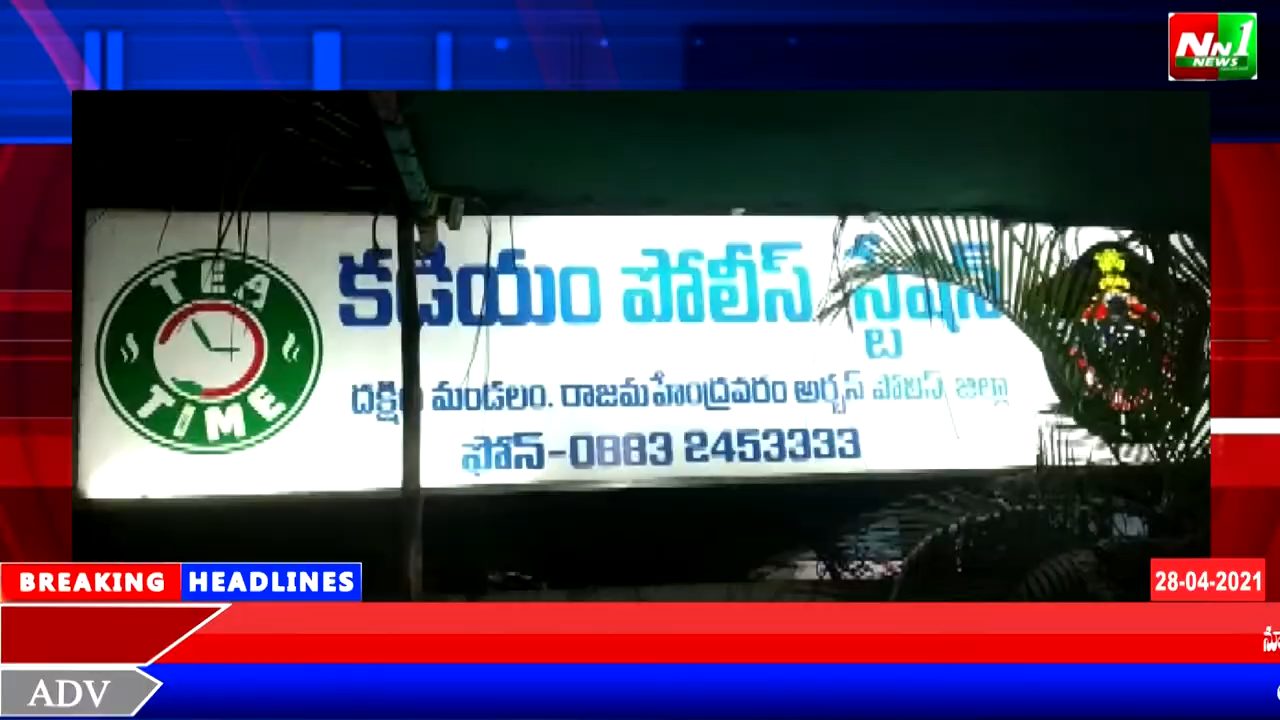 NN1
NEWS
TEA
TIME
కడియం పోలీస్ స్టేషన్
దక్షిణ మండలం. రాజమహేంద్రవరం అర్బన్ పోలీస్ జిల్లా
ఫోన్-0883 2453333
BREAKING HEADLINES
28-04-2021
ADV